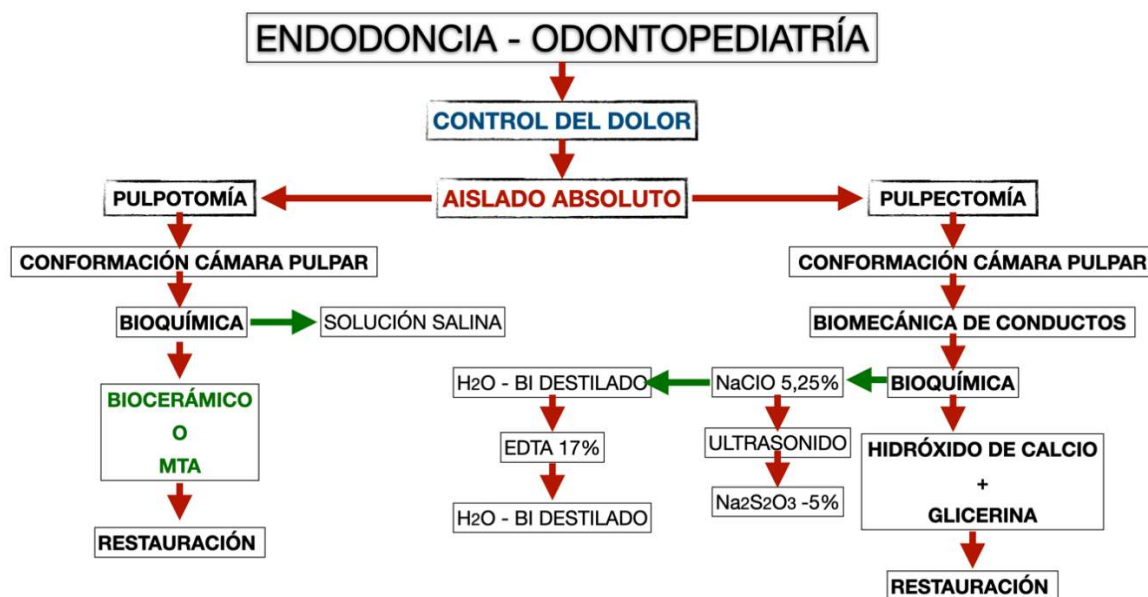 ENDODONCIA - ODONTOPEDIATRÍA
CONTROL DEL DOLOR
PULPOTOMÍA
AISLADO ABSOLUTO
PULPECTOMÍA
CONFORMACIÓN CÁMARA PULPAR
CONFORMACIÓN CÁMARA PULPAR
BIOQUÍMICA
SOLUCIÓN SALINA
BIOMECÁNICA DE CONDUCTOS
H2O - BI DESTILADO
NaClO 5,25%
BIOQUÍMICA
BIOCERÁMICO
O
MTA
EDTA 17%
ULTRASONIDO
HIDRÓXIDO DE CALCIO
+
GLICERINA
H2O - BI DESTILADO
Na2S2O3 -5%
RESTAURACIÓN
RESTAURACIÓN